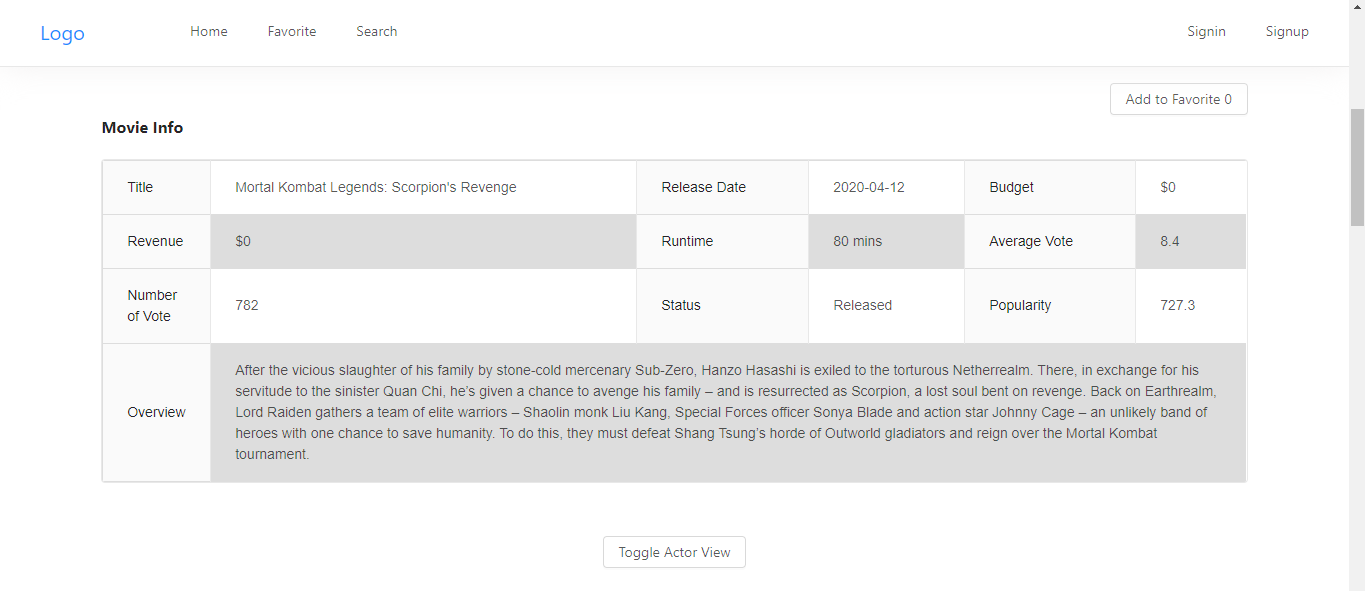 Logo
Home
Favorite
Search
Signin
Signup
Add to Favorite 0
Movie Info
Title
Mortal Kombat Legends: Scorpion's Revenge
Release Date
2020-04-12
Budget
$0
Revenue
$0
Runtime
80 mins
Average Vote
8.4
Number
of Vote
782
Status
Released
Popularity
727.3
Overview
After the vicious slaughter of his family by stone-cold mercenary Sub-Zero, Hanzo Hasashi is exiled to the torturous Netherrealm. There, in exchange for his
servitude to the sinister Quan Chi, he’s given a chance to avenge his family – and is resurrected as Scorpion, a lost soul bent on revenge. Back on Earthrealm,
Lord Raiden gathers a team of elite warriors – Shaolin monk Liu Kang, Special Forces officer Sonya Blade and action star Johnny Cage – an unlikely band of
heroes with one chance to save humanity. To do this, they must defeat Shang Tsung’s horde of Outworld gladiators and reign over the Mortal Kombat
tournament.
Toggle Actor View